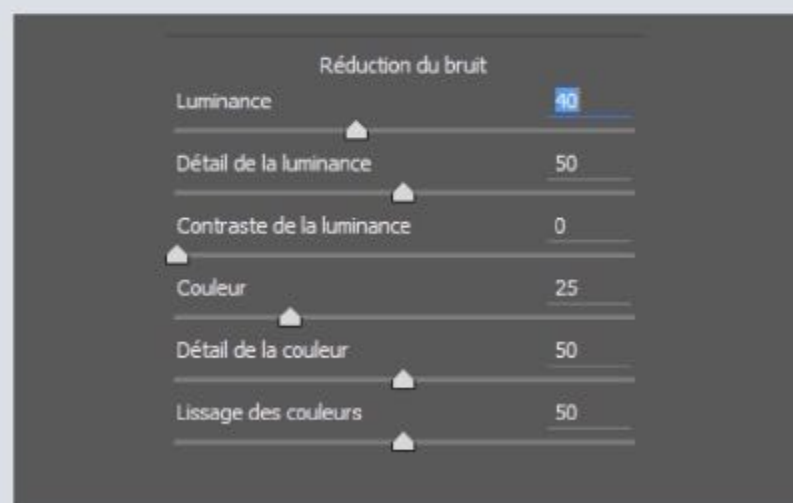 Réduction du bruit
Luminance 40
Détail de la luminance 50
Contraste de la luminance 0
Couleur 25
Détail de la couleur 50
Lissage des couleurs 50